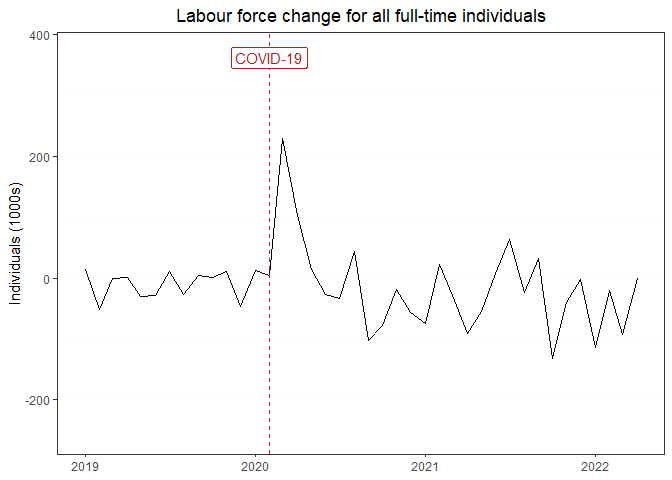 Labour force change for all full-time individuals
400
COVID-19
200
Individuals (1000s)
0
-200
2019 2020 2021 2022